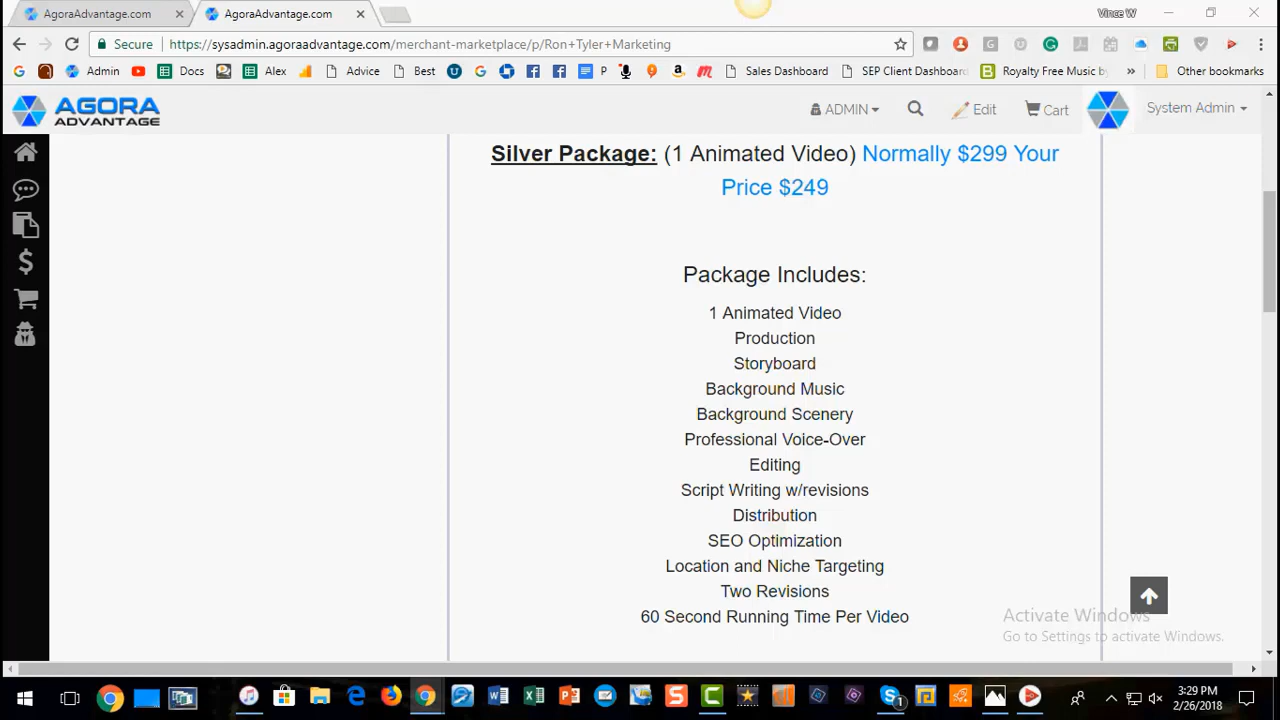 AgoraAdvantage.com
AgoraAdvantage.com
Vince W
Secure
https://sysadmin.agoraadvantage.com/merchant-marketplace/p/Ron+Tyler+Marketing
Admin
Docs
Alex
Advice
Best
P
Sales Dashboard
SEP Client Dashboard
Royalty Free Music by
»
Other bookmarks
AGORA
ADVANTAGE
ADMIN
Edit
Cart
System Admin
Silver Package: (1 Animated Video) Normally $299 Your
Price $249
Package Includes:
1 Animated Video
Production
Storyboard
Background Music
Background Scenery
Professional Voice-Over
Editing
Script Writing w/revisions
Distribution
SEO Optimization
Location and Niche Targeting
Two Revisions
60 Second Running Time Per Video
Activate Windows
Go to Settings to activate Windows.
3:29 PM
2/26/2018